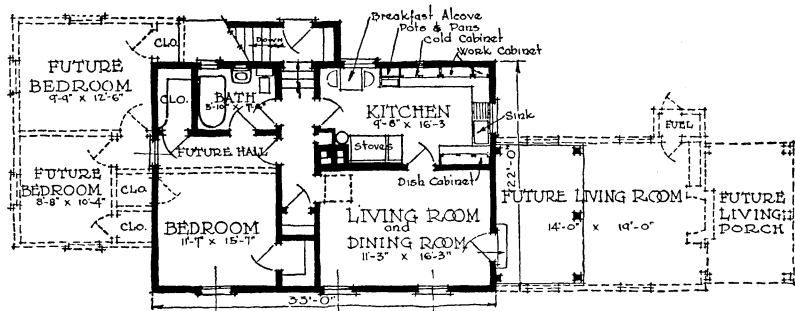 Breakfast Alcove
Pots & Pans
Cold Cabinet
Work Cabinet
CLO.
Down
FUTURE
BEDROOM
9'-9" x 12'-6"
CLO.
BATH
KITCHEN
9'-8" x 16'-3
Sink
Stoves
FUEL
FUTURE HALL
FUTURE
BEDROOM
8'-8" x 10'-4"
CLO.
CLO.
Dish Cabinet
22'-0"
FUTURE LIVING ROOM
14'-0" x 19'-0"
FUTURE
LIVING
PORCH
BEDROOM
11'-7" x 15'-7"
LIVING ROOM
and
DINING ROOM
11'-3" x 16'-3"
33'-0"